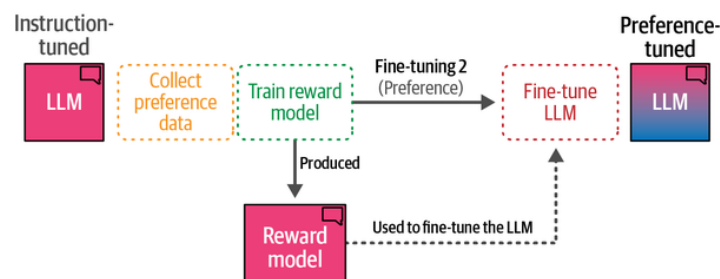 Instruction-
tuned
LLM
Collect
preference
data
Train reward
model
Fine-tuning 2
(Preference)
Fine-tune
LLM
Preference-
tuned
LLM
Produced
Reward
model
Used to fine-tune the LLM